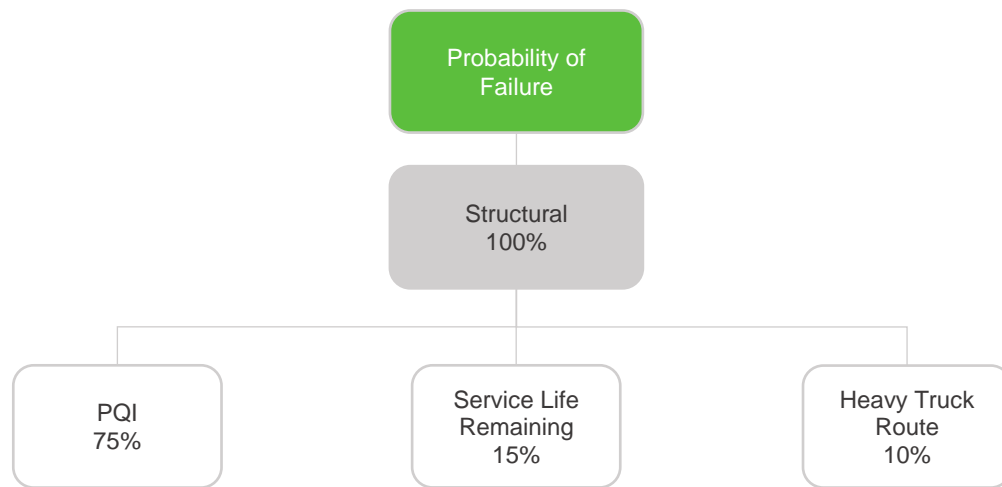 Probability of
Failure
Structural
100%
PQI
75%
Service Life
Remaining
15%
Heavy Truck
Route
10%